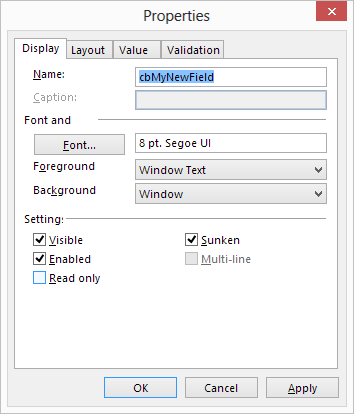 Properties
Display Layout Value Validation
Name: cbMyNewField
Caption:
Font and
Font... 8 pt. Segoe UI
Foreground Window Text
Background Window
Setting:
Visible Sunken
Enabled Multi-line
Read only
OK Cancel Apply